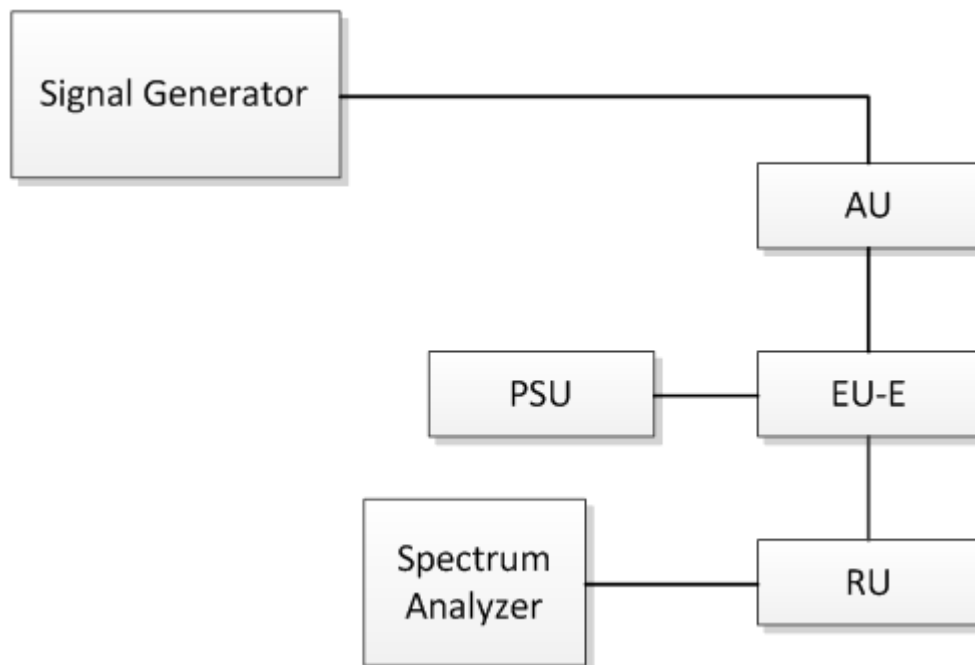 Signal Generator
AU
PSU
EU-E
Spectrum
Analyzer
RU